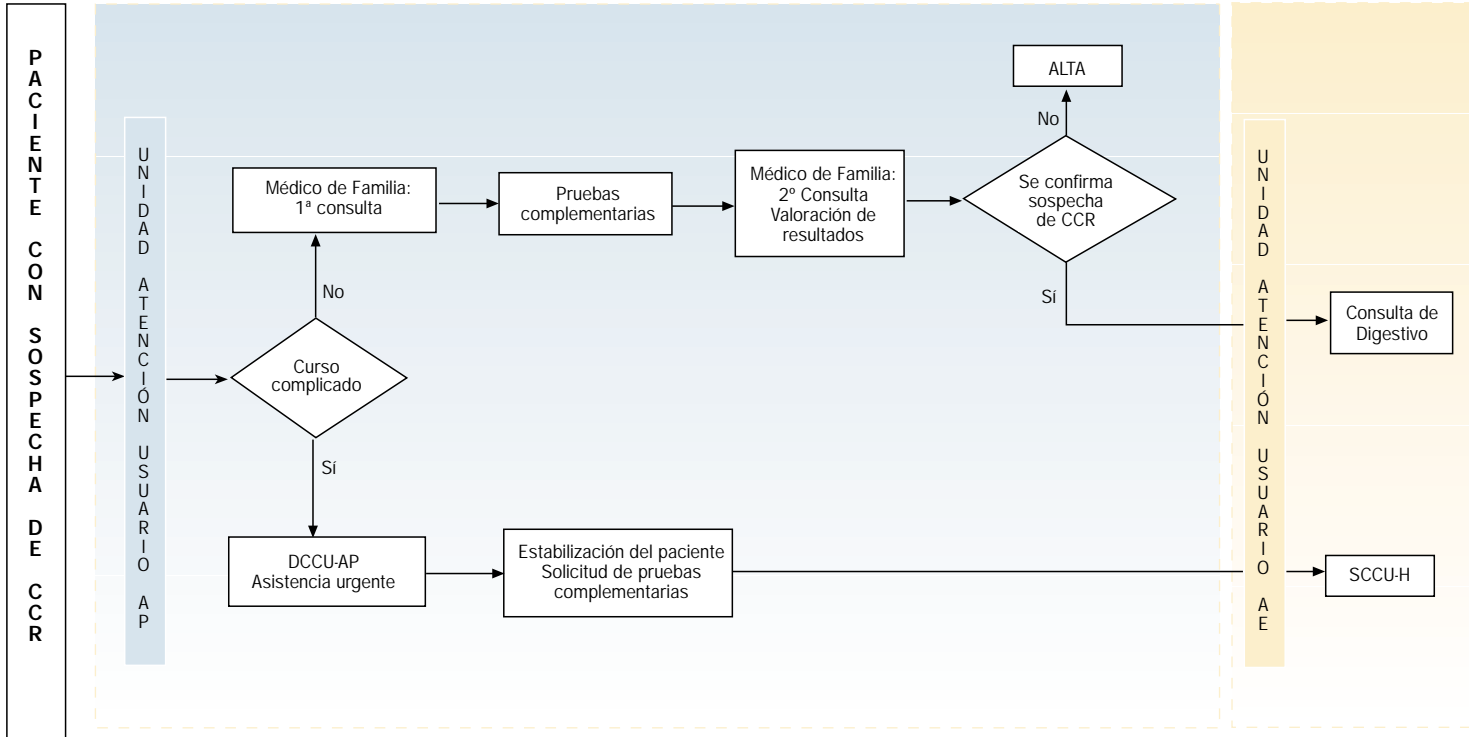 PACIENTE CON SOSPECHA DE CCR
UNIDAD ATENCIÓN USUARIO AP
ALTA
No
Médico de Familia:
1ª consulta
Pruebas
complementarias
Médico de Familia:
2º Consulta
Valoración de
resultados
Se confirma
sospecha
de CCR
No
Sí
Curso
complicado
Sí
DCCU-AP
Asistencia urgente
Estabilización del paciente
Solicitud de pruebas
complementarias
UNIDAD ATENCIÓN USUARIO AE
Consulta de
Digestivo
SCCU-H